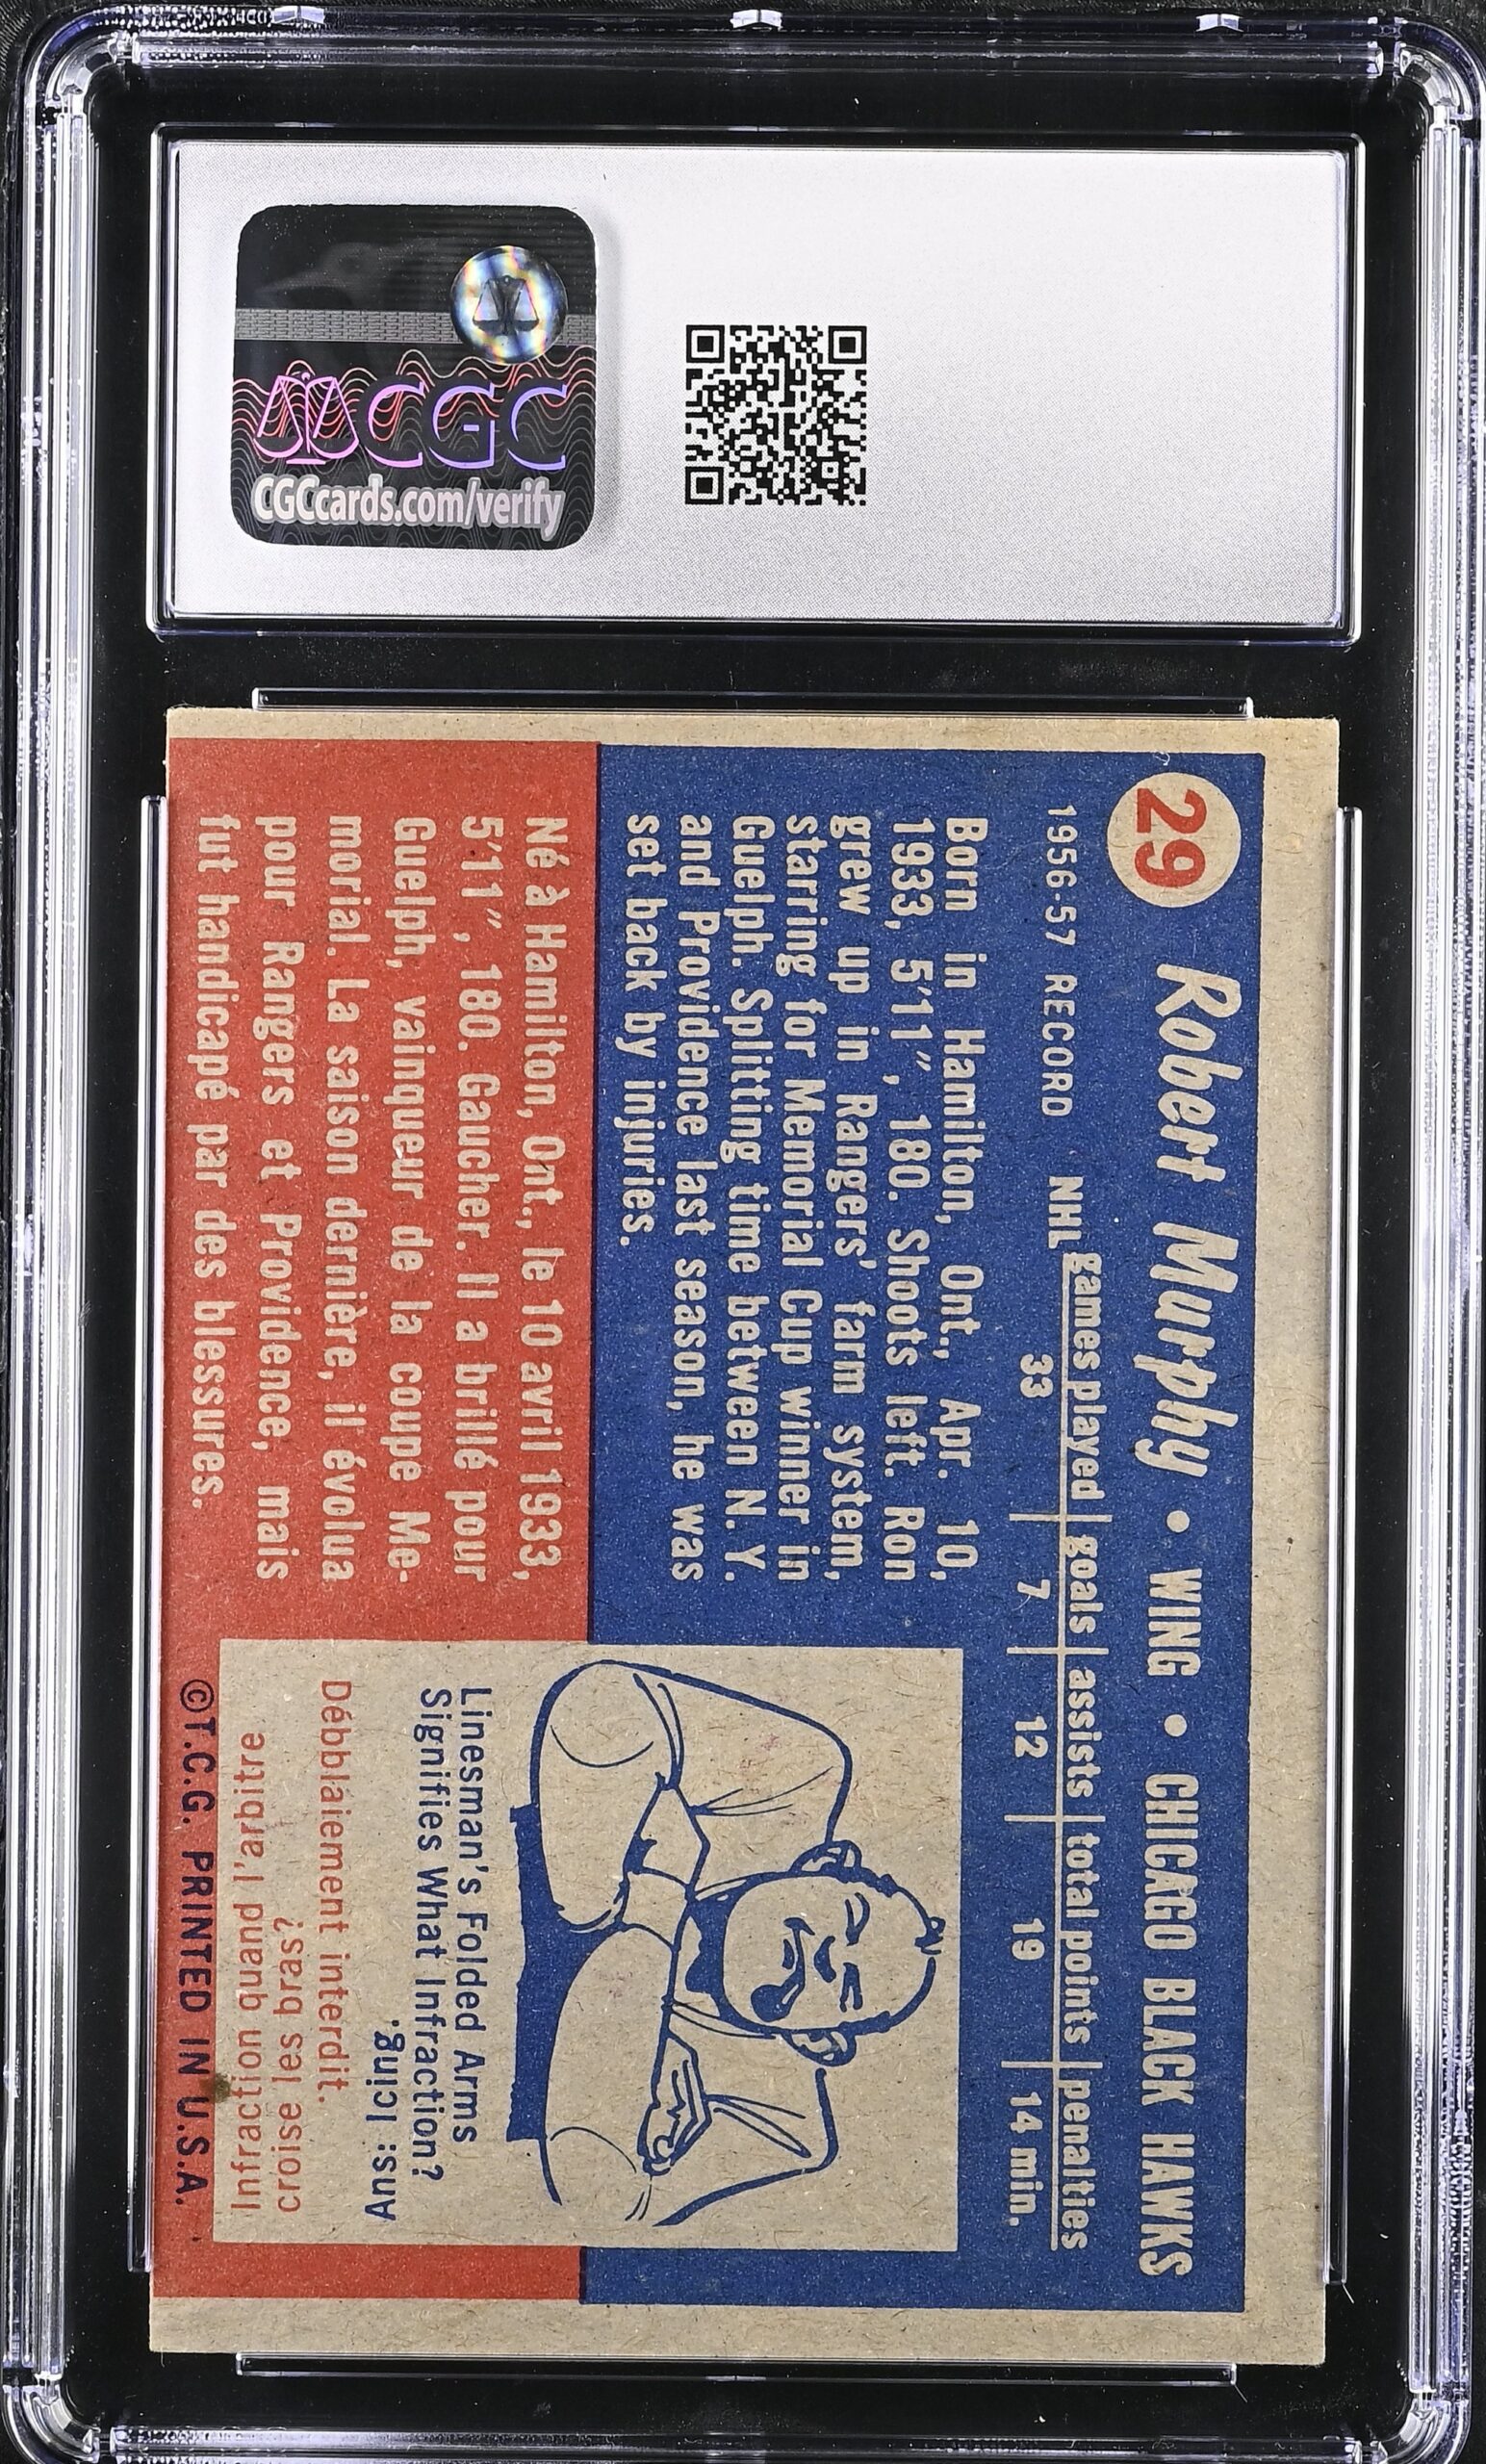 CGC
CGCcards.com/verify
29 Robert Murphy • WING • CHICAGO BLACK HAWKS
1956-57 RECORD NHL games played goals assists total points penalties
33 7 12 19 14 min.
Born in Hamilton, Ont., Apr. 10,
1933, 5'11", 180. Shoots left. Ron
grew up in Rangers' farm system,
starring for Memorial Cup winner in
Guelph. Splitting time between N. Y.
and Providence last season, he was
set back by injuries.
Né à Hamilton, Ont., le 10 avril 1933,
5'11", 180. Gaucher. Il a brillé pour
Guelph, vainqueur de la coupe Me-
morial. La saison dernière, il évolua
pour Rangers et Providence, mais
fut handicapé par des blessures.
Linesman's Folded Arms
Signifies What Infraction?
Ans: Icing.
Débblaiement interdit.
Infraction quand l'arbitre
croise les bras?
©T.C.G. PRINTED IN U.S.A.